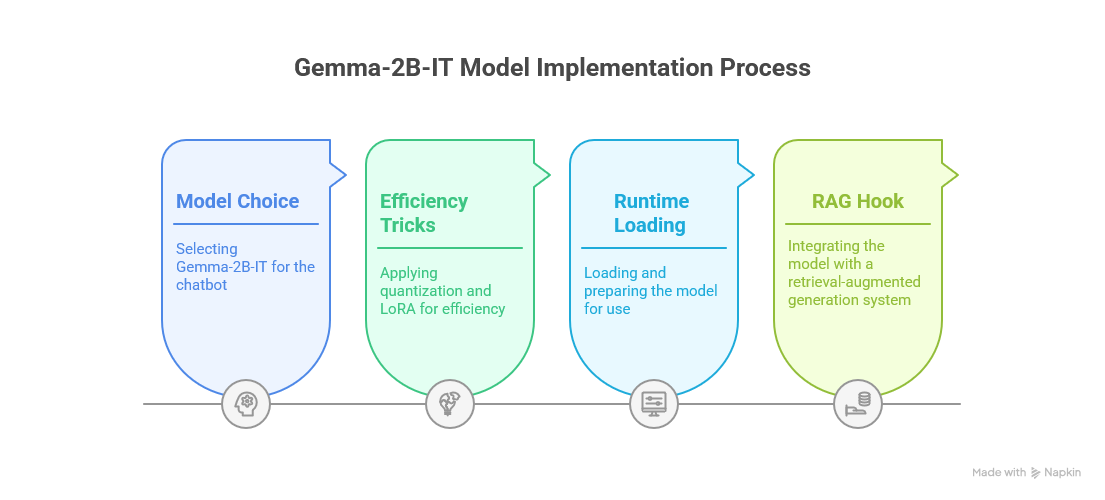 Gemma-2B-IT Model Implementation Process
Model Choice
Selecting
Gemma-2B-IT for the
chatbot
Efficiency
Tricks
Applying
quantization and
LoRA for efficiency
Runtime
Loading
Loading and
preparing the model
for use
RAG Hook
Integrating the
model with a
retrieval-augmented
generation system
Made with Napkin